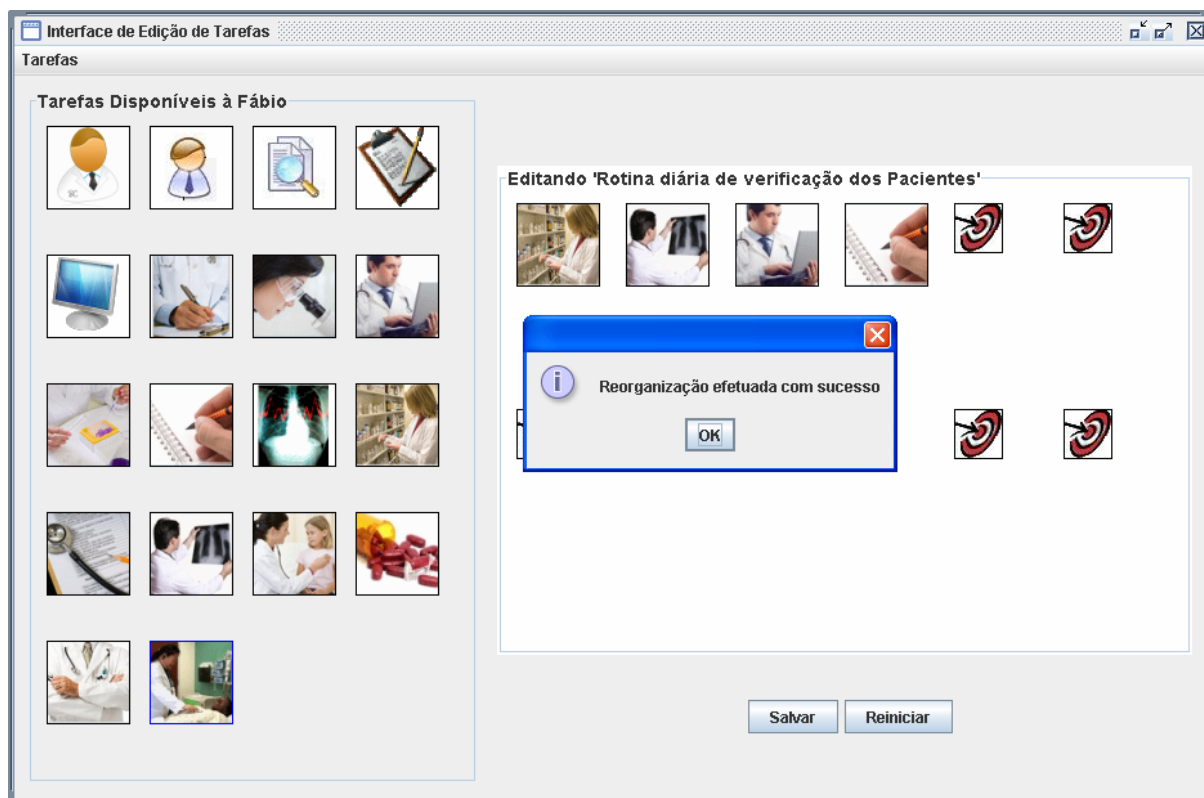 Interface de Edição de Tarefas
Tarefas
Tarefas Disponíveis à Fábio
Editando 'Rotina diária de verificação dos Pacientes'
Reorganização efetuada com sucesso
OK
Salvar
Reiniciar